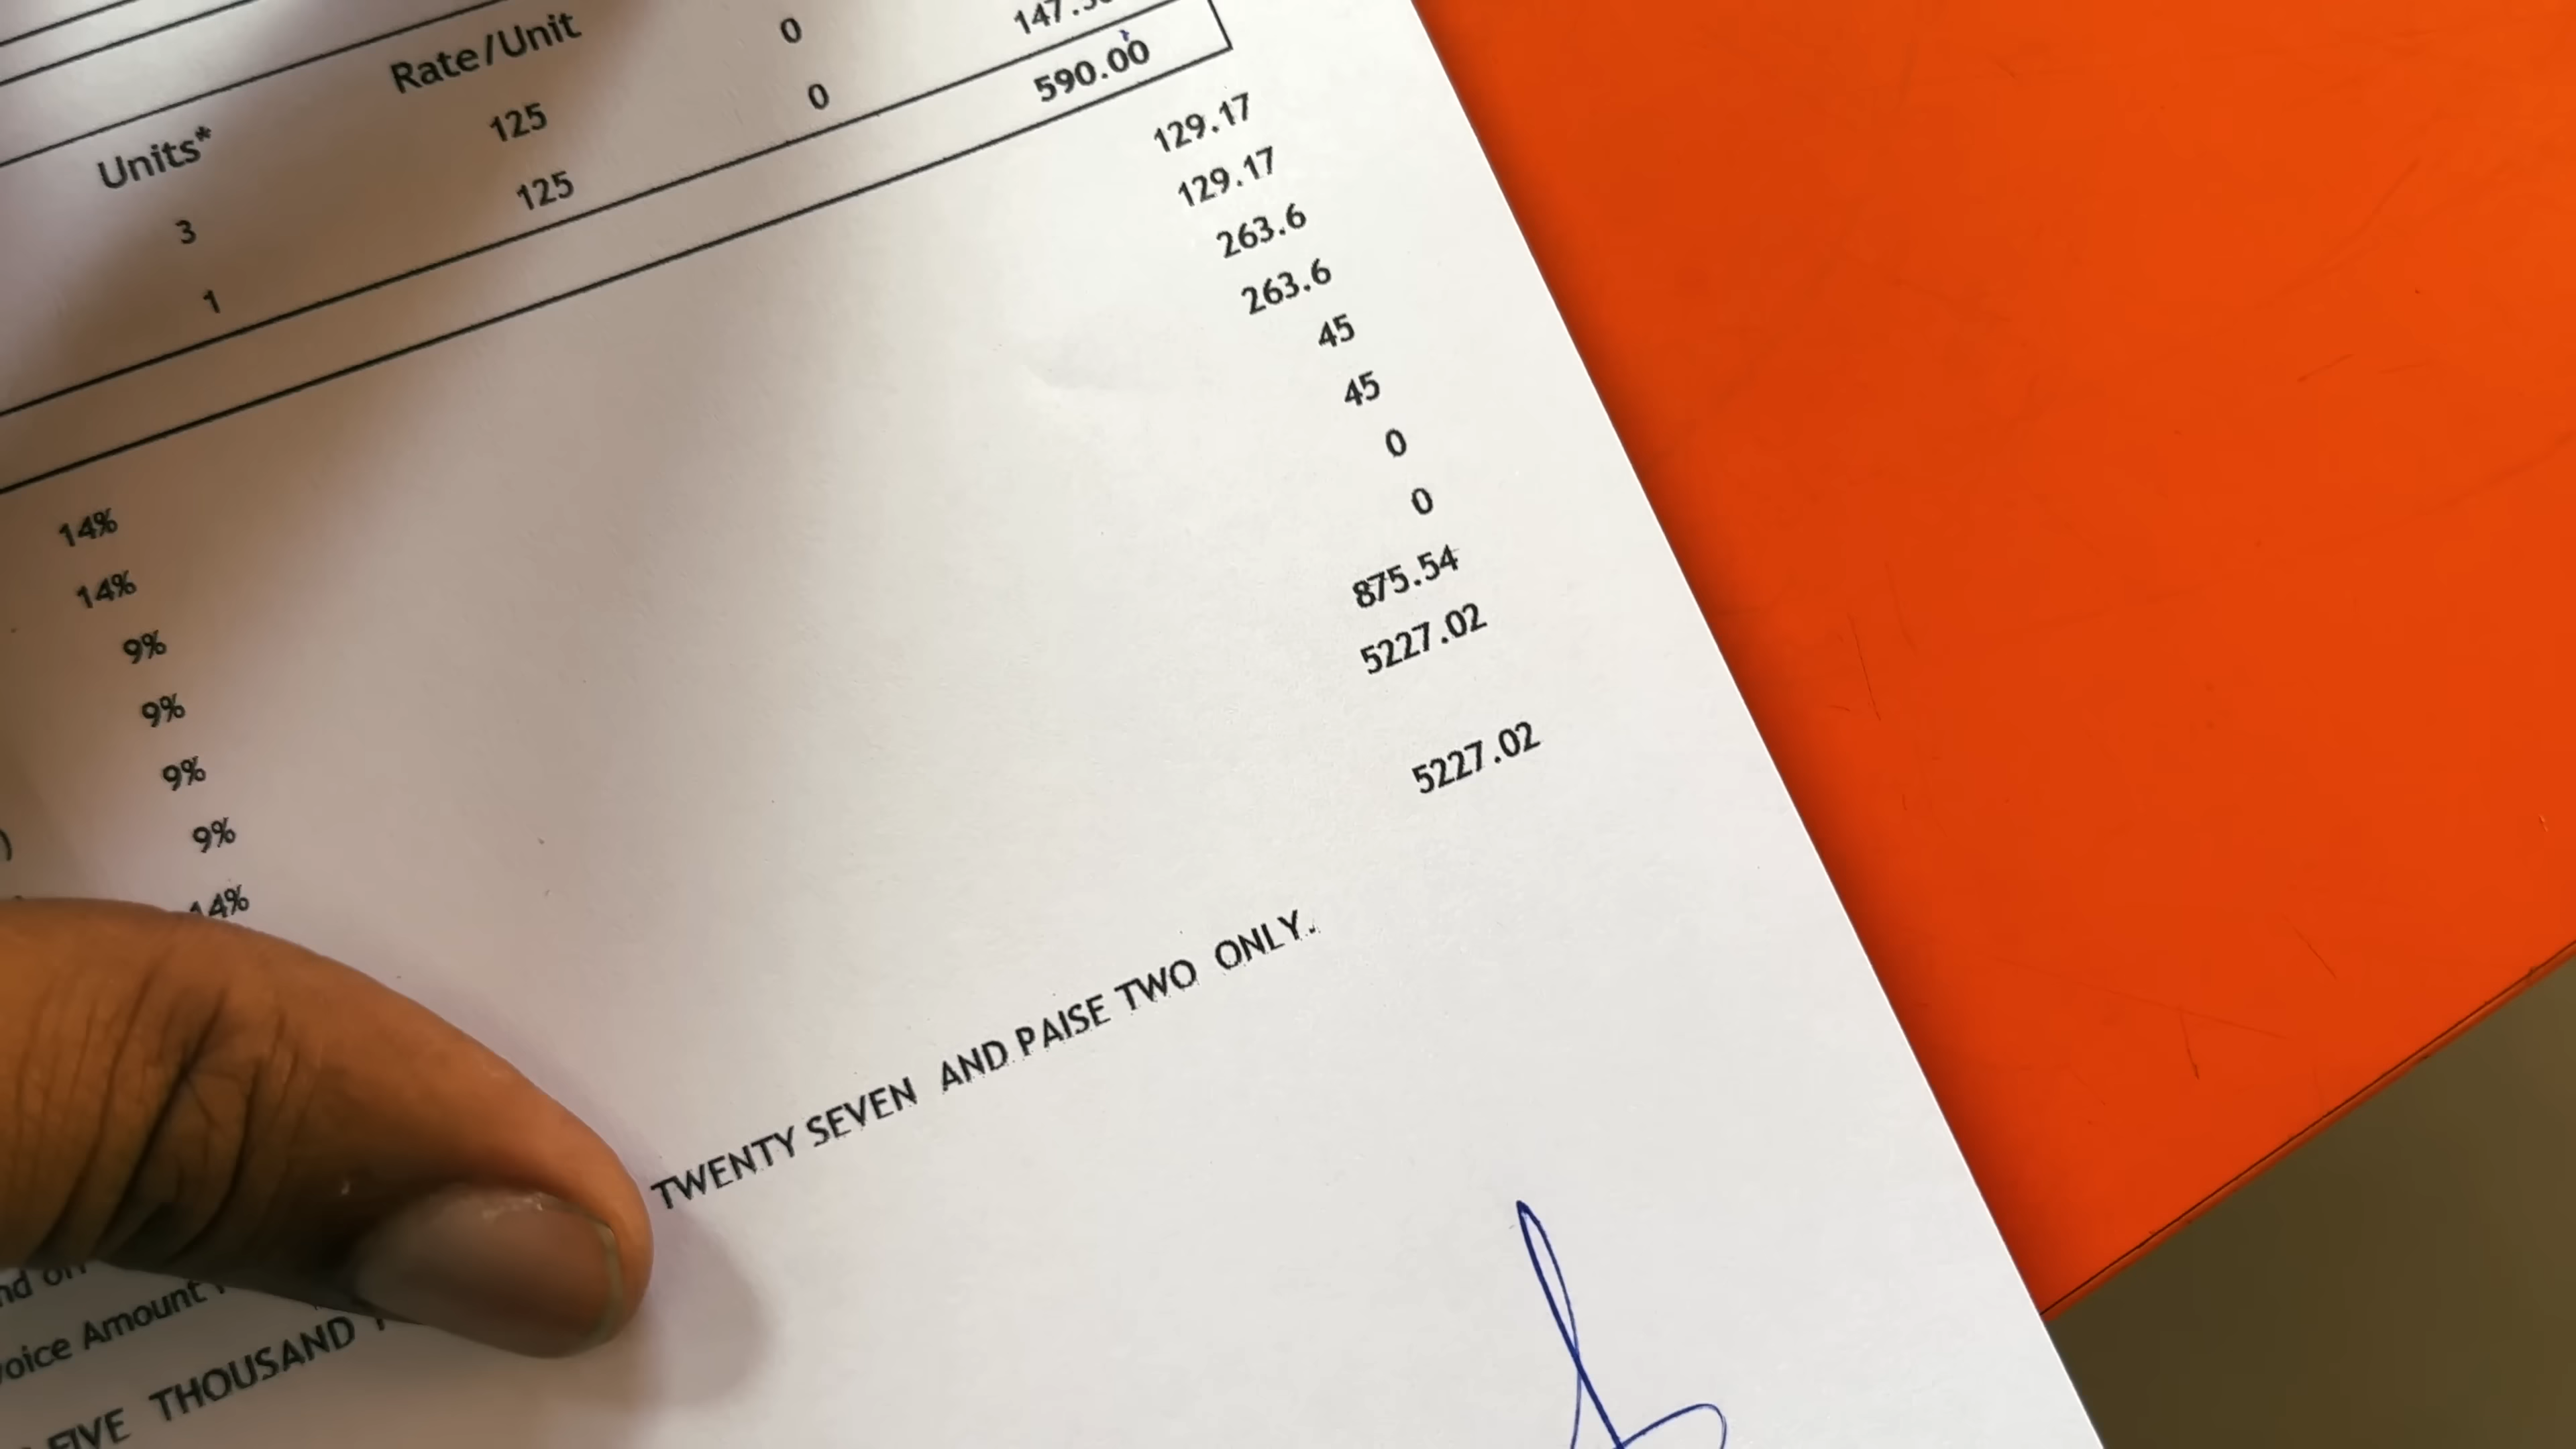 Units* Rate/Unit
3 125 0
1 125 0
590.00
14% 129.17
14% 129.17
9% 263.6
9% 263.6
9% 45
9% 45
14% 0
0
875.54
5227.02
Amount 5227.02
FIVE THOUSAND TWENTY SEVEN AND PAISE TWO ONLY.